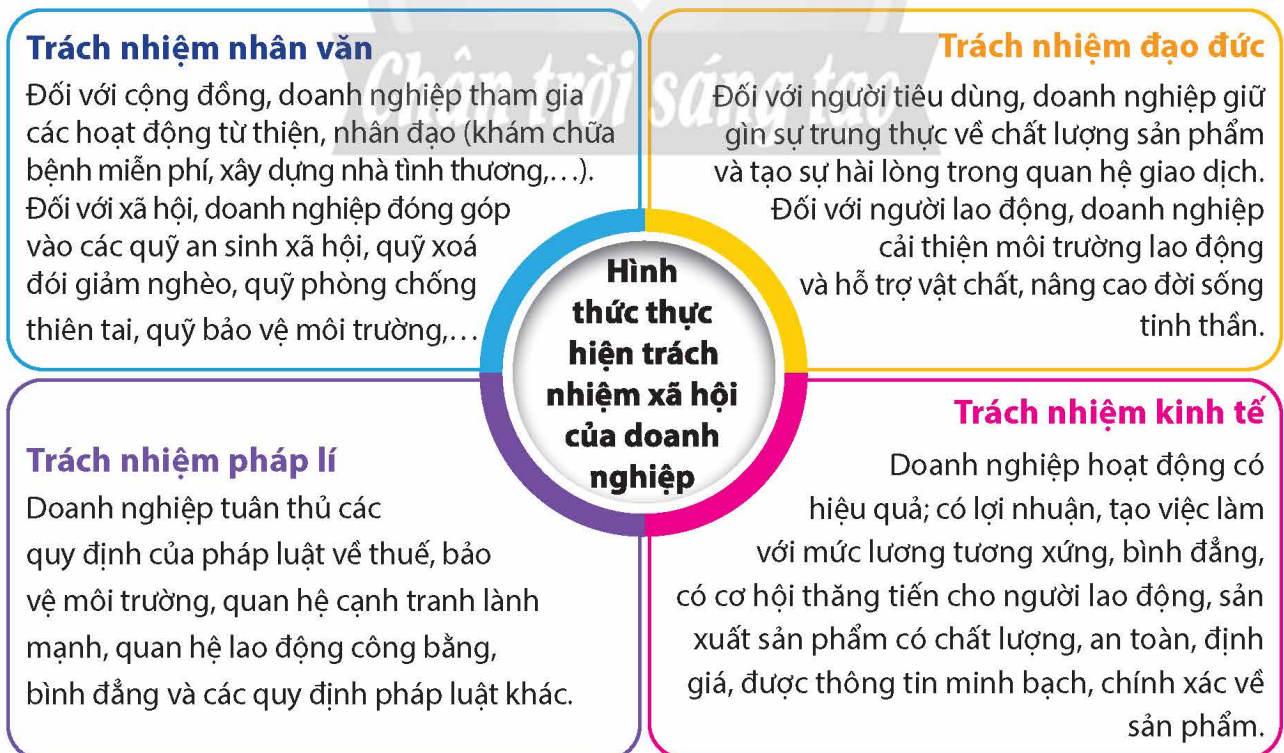 Chân trời sáng tạo
Trách nhiệm nhân văn
Đối với cộng đồng, doanh nghiệp tham gia
các hoạt động từ thiện, nhân đạo (khám chữa
bệnh miễn phí, xây dựng nhà tình thương,…).
Đối với xã hội, doanh nghiệp đóng góp
vào các quỹ an sinh xã hội, quỹ xoá
đói giảm nghèo, quỹ phòng chống
thiên tai, quỹ bảo vệ môi trường,…
Trách nhiệm đạo đức
Đối với người tiêu dùng, doanh nghiệp giữ
gìn sự trung thực về chất lượng sản phẩm
và tạo sự hài lòng trong quan hệ giao dịch.
Đối với người lao động, doanh nghiệp
cải thiện môi trường lao động
và hỗ trợ vật chất, nâng cao đời sống
tinh thần.
Hình
thức thực
hiện trách
nhiệm xã hội
của doanh
nghiệp
Trách nhiệm pháp lí
Doanh nghiệp tuân thủ các
quy định của pháp luật về thuế, bảo
vệ môi trường, quan hệ cạnh tranh lành
mạnh, quan hệ lao động công bằng,
bình đẳng và các quy định pháp luật khác.
Trách nhiệm kinh tế
Doanh nghiệp hoạt động có
hiệu quả; có lợi nhuận, tạo việc làm
với mức lương tương xứng, bình đẳng,
có cơ hội thăng tiến cho người lao động, sản
xuất sản phẩm có chất lượng, an toàn, định
giá, được thông tin minh bạch, chính xác về
sản phẩm.